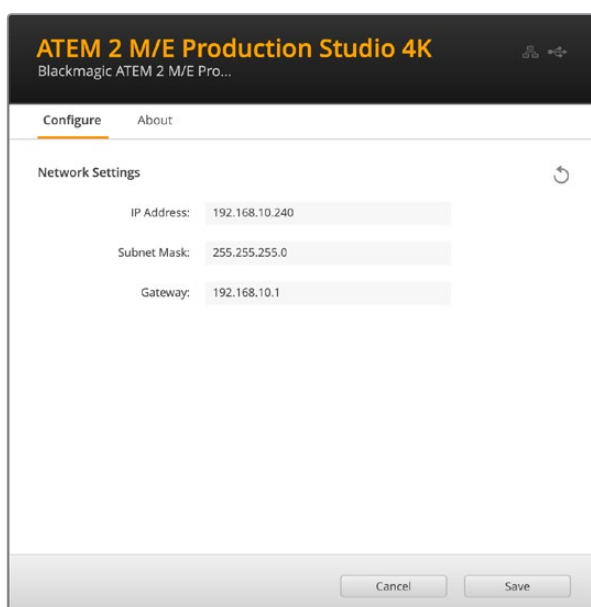 ATEM 2 M/E Production Studio 4K
Blackmagic ATEM 2 M/E Pro...
Configure About
Network Settings
IP Address: 192.168.10.240
Subnet Mask: 255.255.255.0
Gateway: 192.168.10.1
Cancel Save